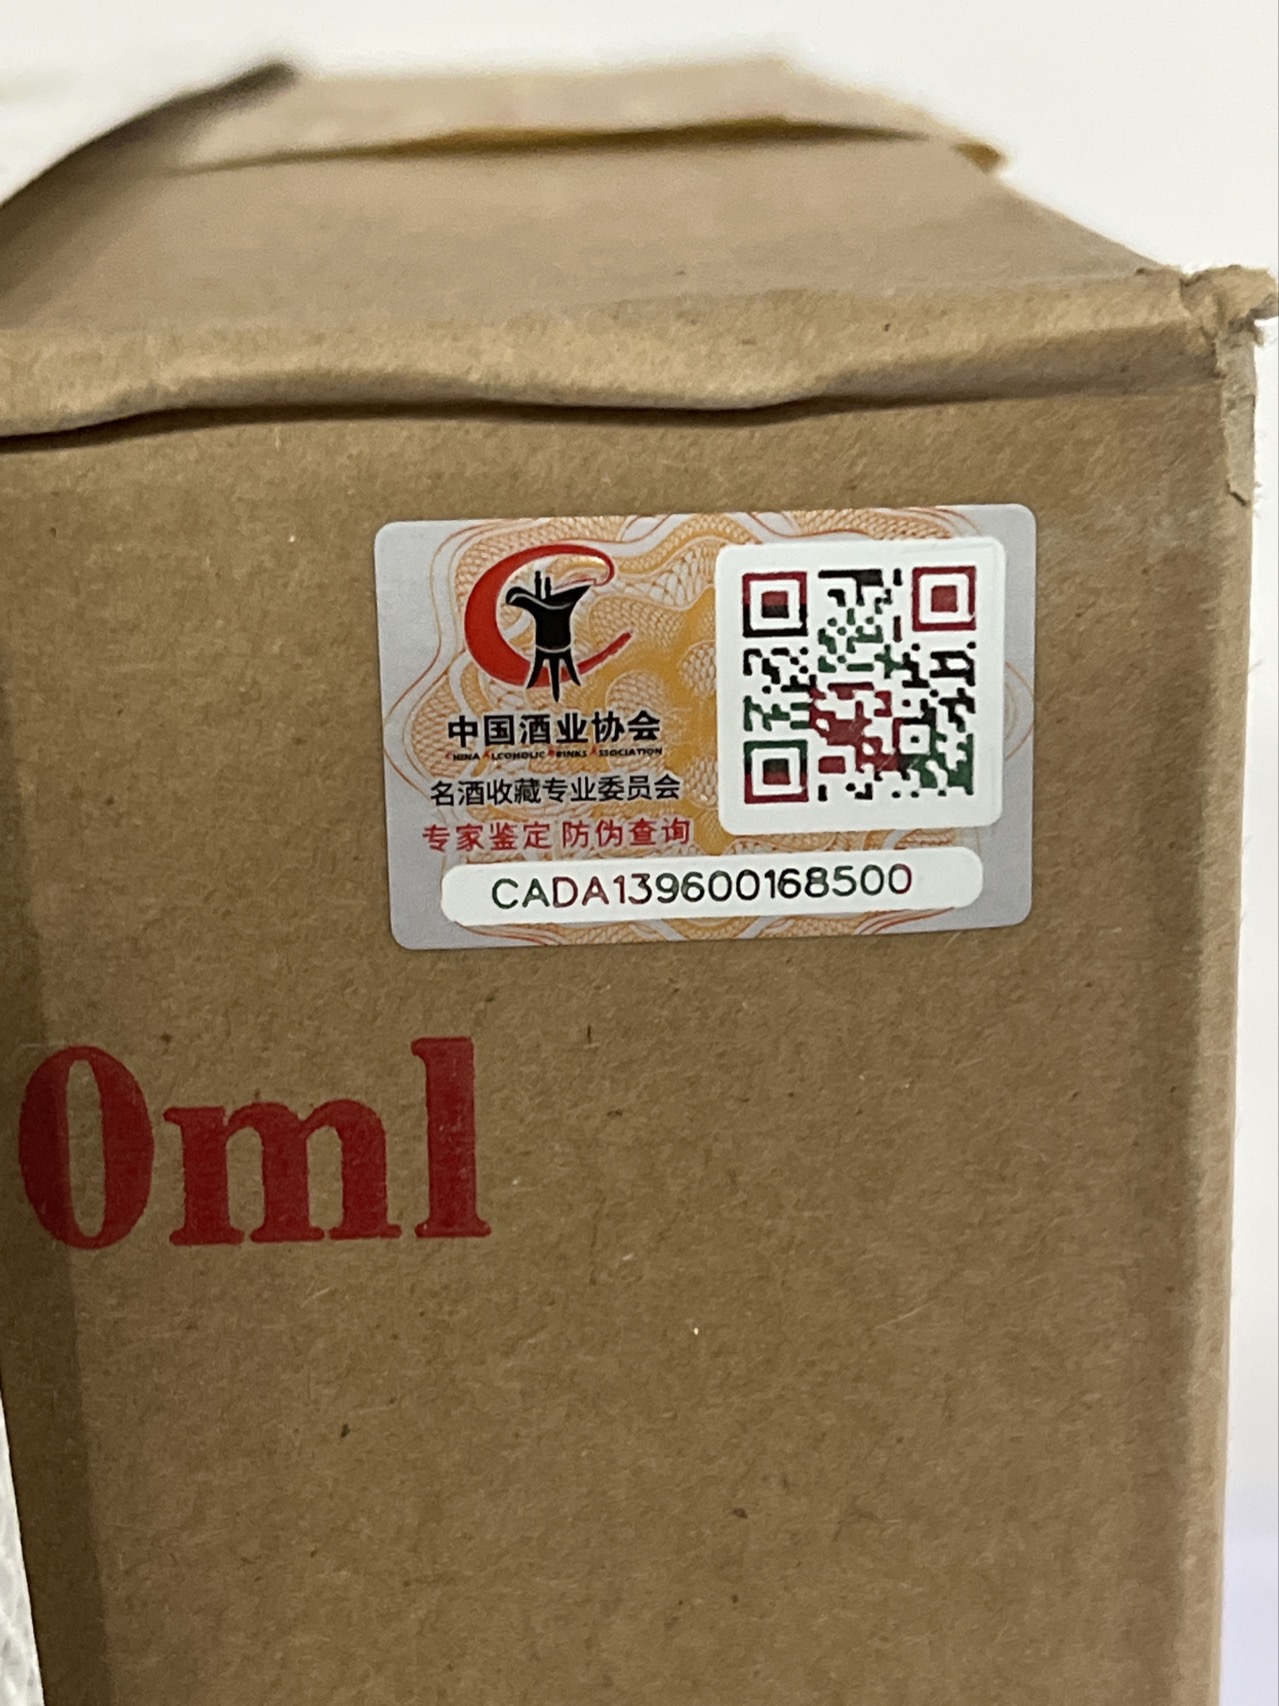 中国酒业协会
CHINA ALCOHOLIC DRINKS ASSOCIATION
名酒收藏专业委员会
专家鉴定 防伪查询
CADA139600168500
0ml